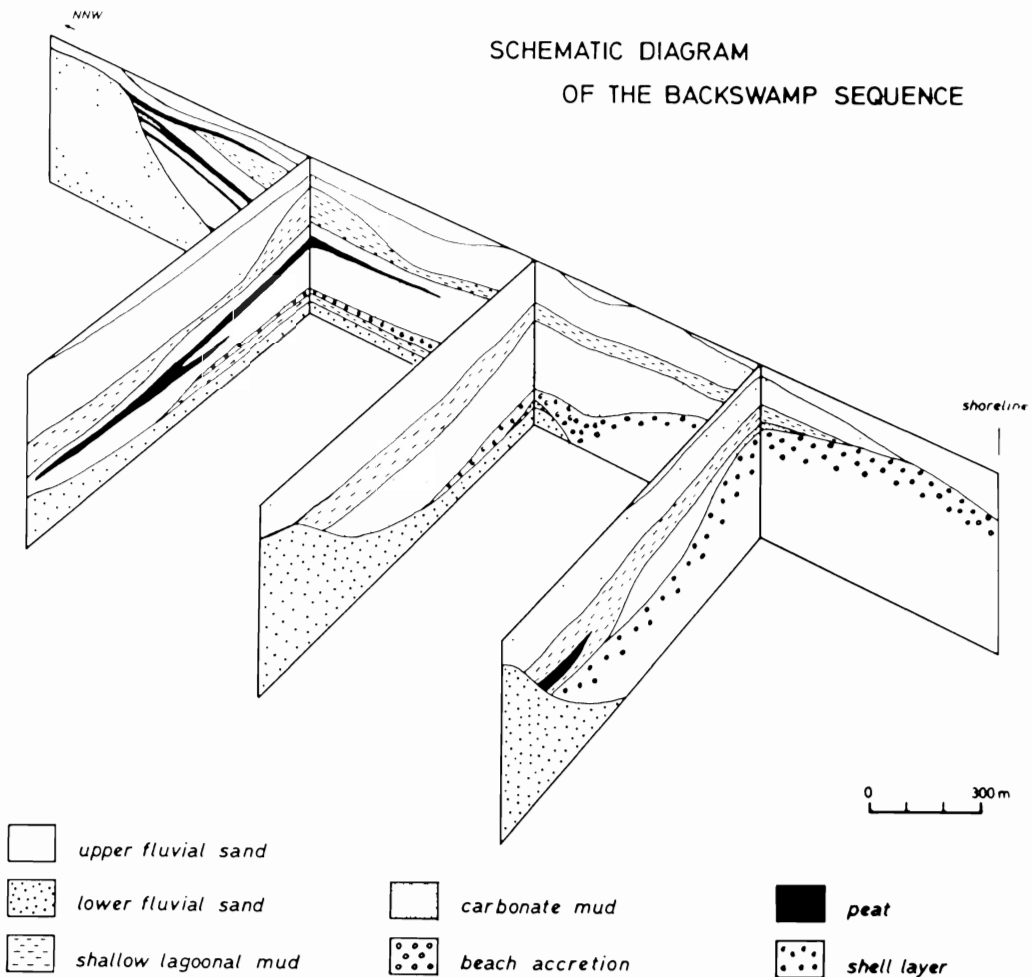 NNW
SCHEMATIC DIAGRAM
OF THE BACKSWAMP SEQUENCE
shoreline
0 300 m
upper fluvial sand
lower fluvial sand
carbonate mud
peat
shallow lagoonal mud
beach accretion
shell layer